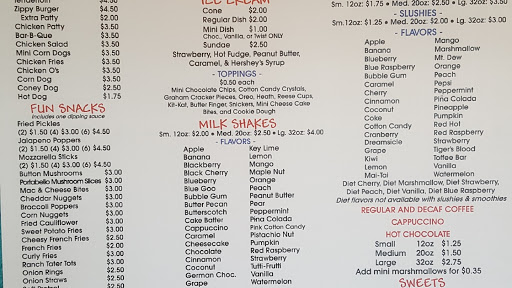 Zippy Burger $4.50
Extra Patty $2.00
Chicken Patty $3.50
Bar-B-Que $3.50
Chicken Salad $3.50
Mini Corn Dogs $3.50
Chicken Fries $3.50
Chicken O's $3.50
Corn Dog $2.50
Coney Dog $2.50
Hot Dog $1.75
FUN SNACKS
Includes one dipping sauce
Fried Pickles
(2) $1.50 (4) $3.00 (6) $4.50
Jalapeno Poppers
(2) $1.50 (4) $3.00 (6) $4.50
Mozzarella Sticks
(2) $1.50 (4) $3.00 (6) $4.50
Button Mushrooms $3.00
Portabello Mushroom Slices $3.00
Mac & Cheese Bites $3.00
Cheddar Nuggets $3.00
Broccoli Poppers $3.00
Corn Nuggets $3.00
Fried Cauliflower $3.00
Sweet Potato Fries $3.00
Cheesy French Fries $2.50
French Fries $2.00
Curly Fries $3.00
Ranch Tater Tots $3.00
Onion Rings $2.50
Onion Straws $2.50
ICE CREAM
Cone $2.00
Regular Dish $2.00
Mini Dish $1.00
Choc., Vanilla, or Twist ONLY
Sundae $2.50
Strawberry, Hot Fudge, Peanut Butter,
Caramel, & Hershey's Syrup
- TOPPINGS -
$0.50 each
Mini Chocolate Chips, Cotton Candy Crystals,
Graham Cracker Pieces, Oreo, Heath, Reese Cups,
Kit-Kat, Butter Finger, Snickers, Mini Cheese Cake
Bites, and Cookie Dough
MILK SHAKES
Sm. 12oz: $2.00 • Med. 20oz: $2.50 • Lg. 32oz: $4.00
- FLAVORS -
Apple Key Lime
Banana Lemon
Blackberry Mango
Black Cherry Maple Nut
Blueberry Orange
Blue Goo Peach
Bubble Gum Peanut Butter
Butter Pecan Pear
Butterscotch Peppermint
Cake Batter Pina Colada
Cappuccino Pink Cotton Candy
Caramel Pistachio Nut
Cheesecake Pumpkin
Chocolate Red Raspberry
Cinnamon Strawberry
Coconut Tutti-Frutti
German Choc. Vanilla
Grape Watermelon
Sm. 12oz: $1.75 • Med. 20oz: $2.50 • Lg. 32oz: $3.50
- SLUSHIES -
Sm.12oz: $1.25 • Med. 20oz: $2.00 • Lg. 32oz: $3.00
- FLAVORS -
Apple Mango
Banana Marshmallow
Blueberry Mt. Dew
Blue Raspberry Orange
Bubble Gum Peach
Caramel Pepsi
Cherry Peppermint
Cinnamon Pina Colada
Coconut Pineapple
Coke Pumpkin
Cotton Candy Red Hot
Cranberry Red Raspberry
Dreamsicle Strawberry
Grape Tiger's Blood
Kiwi Toffee Bar
Lemon Vanilla
Mai-Tai Watermelon
Diet Cherry, Diet Marshmallow, Diet Strawberry,
Diet Peach, Diet Vanilla, Diet Blue Raspberry
Diet flavors not available with slushies & smoothies
REGULAR AND DECAF COFFEE
CAPPUCCINO
HOT CHOCOLATE
Small 12oz $1.25
Medium 20oz $1.50
Large 32oz $2.75
Add mini marshmallows for $0.35
SWEETS